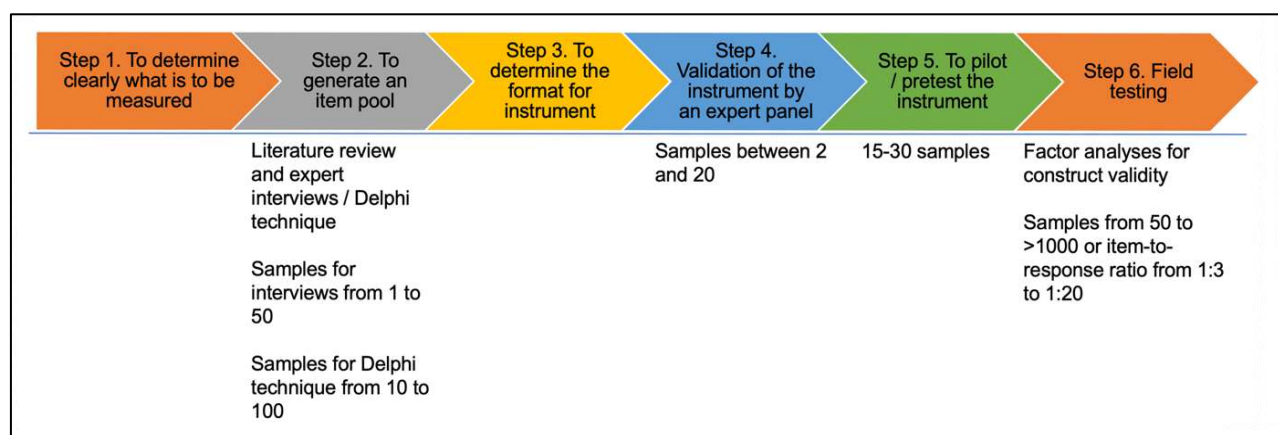 Step 1. To
determine
clearly what is to be
measured
Step 2. To
generate an
item pool
Step 3. To
determine the
format for
instrument
Step 4.
Validation of the
instrument by
an expert panel
Step 5. To pilot
/ pretest the
instrument
Step 6. Field
testing
Literature review
and expert
interviews / Delphi
technique
Samples for
interviews from 1 to
50
Samples for Delphi
technique from 10 to
100
Samples between 2
and 20
15-30 samples
Factor analyses for
construct validity
Samples from 50 to
>1000 or item-to-
response ratio from 1:3
to 1:20